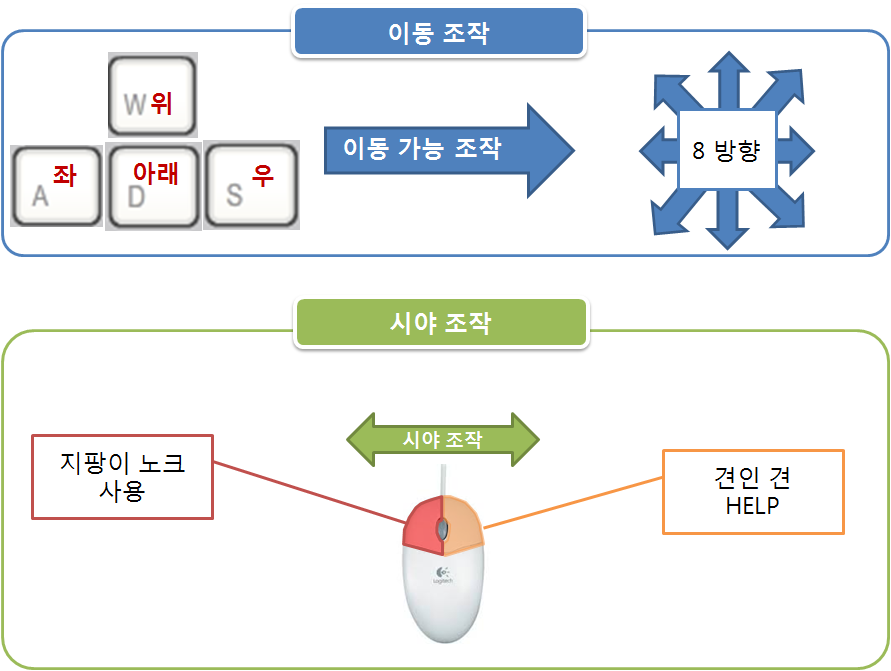 이동 조작
W 위
A 좌
아래 D
S 우
이동 가능 조작
8 방향
시야 조작
시야 조작
지팡이 노크
사용
견인 견
HELP
Logitech